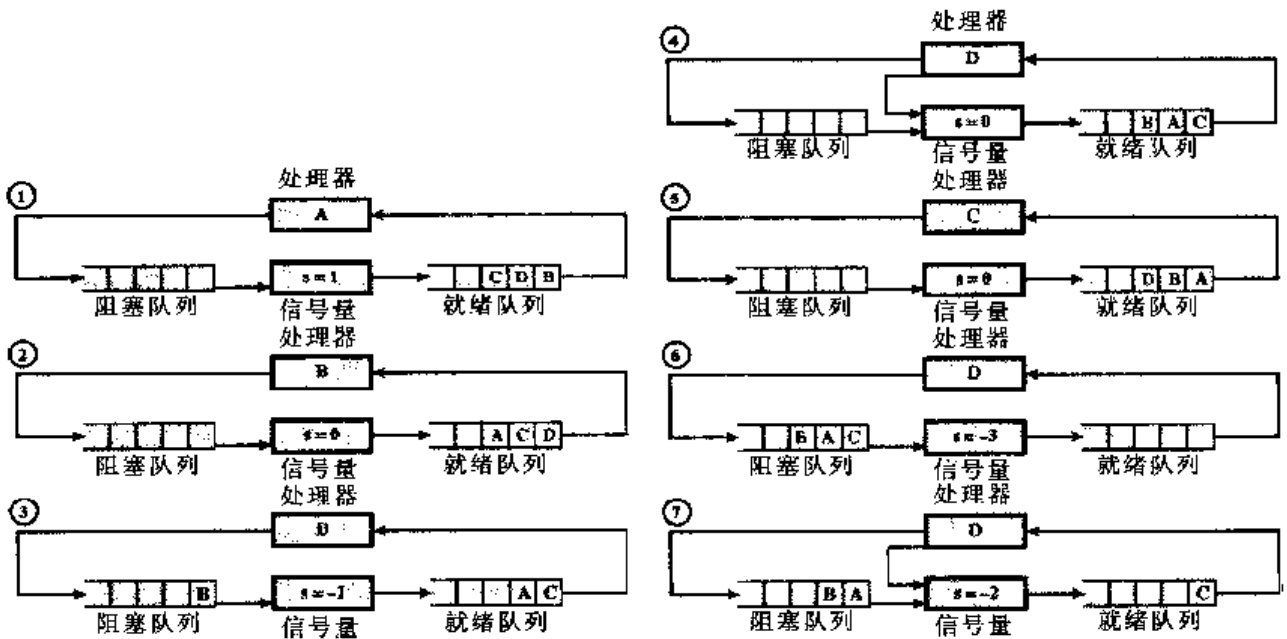 ①
处理器
A
s=1
C D B
阻塞队列
信号量
就绪队列
②
处理器
B
s=0
A C D
阻塞队列
信号量
就绪队列
③
处理器
D
B
s=-1
A C
阻塞队列
信号量
就绪队列
④
处理器
D
s=0
B A C
阻塞队列
信号量
就绪队列
⑤
处理器
C
s=0
D B A
阻塞队列
信号量
就绪队列
⑥
处理器
D
B A C
s=-3
阻塞队列
信号量
就绪队列
⑦
处理器
D
B A
s=-2
C
阻塞队列
信号量
就绪队列